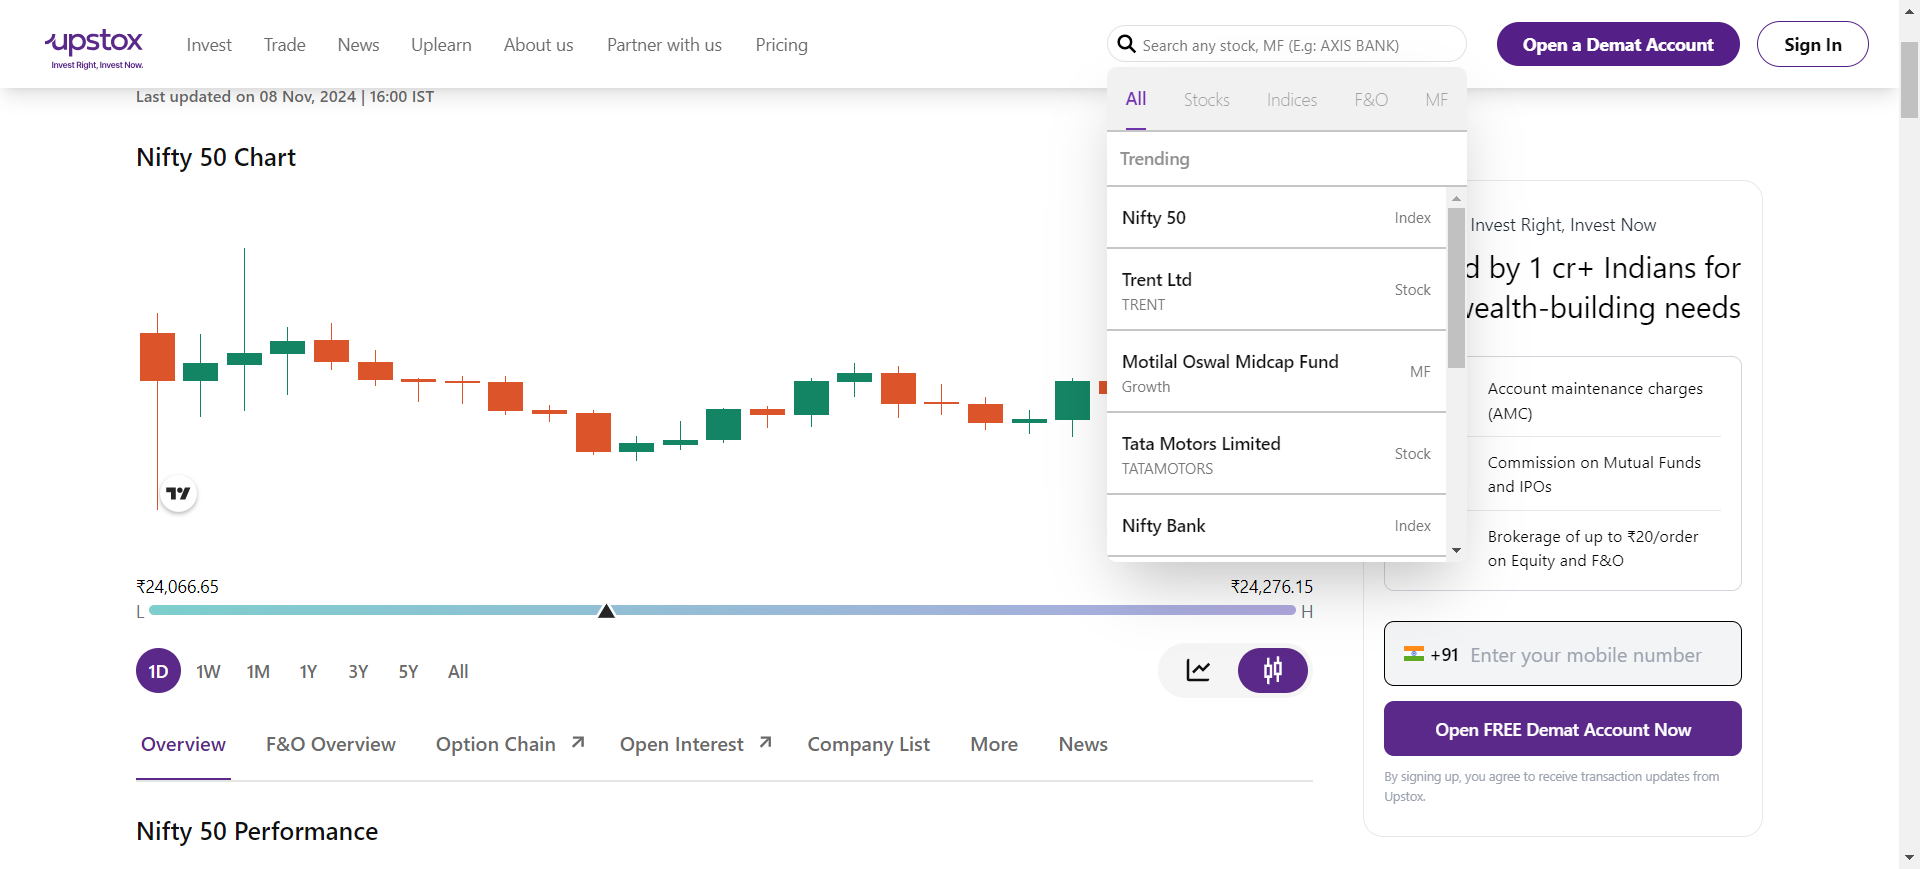 upstox
Invest Right, Invest Now.
Invest
Trade
News
Uplearn
About us
Partner with us
Pricing
Search any stock, MF (E.g: AXIS BANK)
Open a Demat Account
Sign In
Last updated on 08 Nov, 2024 | 16:00 IST
All
Stocks
Indices
F&O
MF
Trending
Nifty 50
Index
Trent Ltd
TRENT
Stock
Motilal Oswal Midcap Fund
Growth
MF
Tata Motors Limited
TATAMOTORS
Stock
Nifty Bank
Index
Nifty 50 Chart
₹24,066.65
₹24,276.15
L
H
1D
1W
1M
1Y
3Y
5Y
All
Overview
F&O Overview
Option Chain
Open Interest
Company List
More
News
Nifty 50 Performance
Invest Right, Invest Now
d by 1 cr+ Indians for
wealth-building needs
Account maintenance charges
(AMC)
Commission on Mutual Funds
and IPOs
Brokerage of up to ₹20/order
on Equity and F&O
+91 Enter your mobile number
Open FREE Demat Account Now
By signing up, you agree to receive transaction updates from
Upstox.